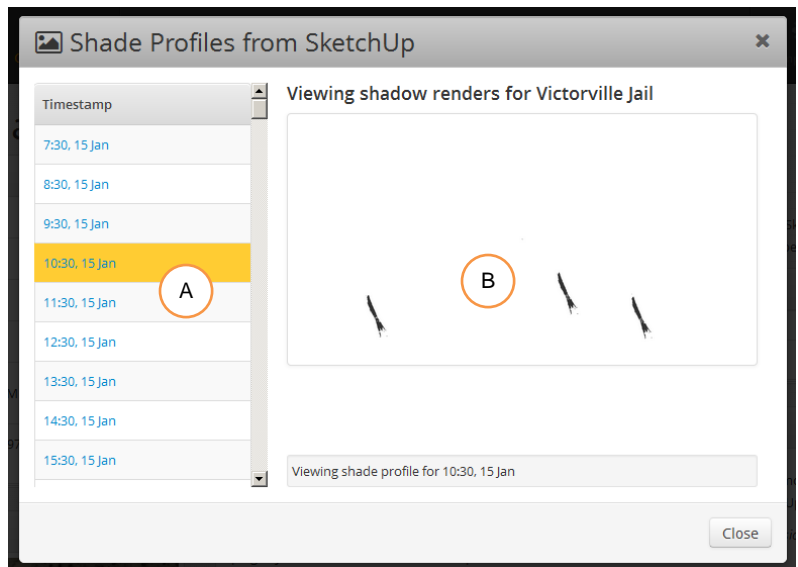 Shade Profiles from SketchUp
Timestamp
7:30, 15 Jan
8:30, 15 Jan
9:30, 15 Jan
10:30, 15 Jan
11:30, 15 Jan
12:30, 15 Jan
13:30, 15 Jan
14:30, 15 Jan
15:30, 15 Jan
A
Viewing shadow renders for Victorville Jail
B
Viewing shade profile for 10:30, 15 Jan
Close